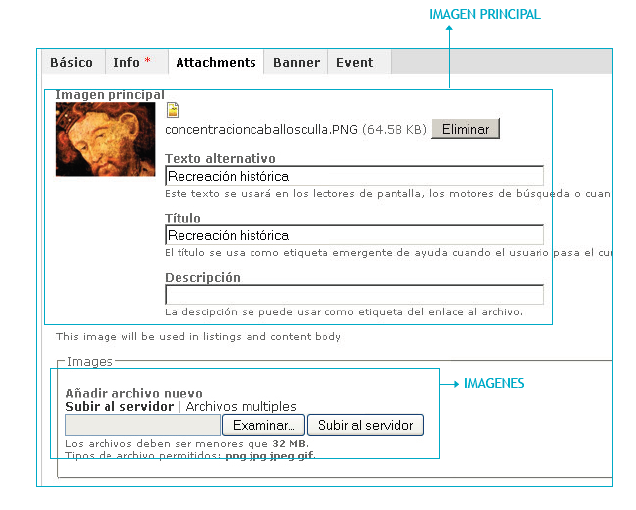 IMAGEN PRINCIPAL
Básico Info * Attachments Banner Event
Imagen principal
concentracioncaballosculla.PNG (64.58 KB) Eliminar
Texto alternativo
Recreación histórica
Este texto se usará en los lectores de pantalla, los motores de búsqueda o cuan
Título
Recreación histórica
El título se usa como etiqueta emergente de ayuda cuando el usuario pasa el cu
Descripción
La descipción se puede usar como etiqueta del enlace al archivo.
This image will be used in listings and content body
Images
IMAGENES
Añadir archivo nuevo
Subir al servidor | Archivos multiples
Examinar... Subir al servidor
Los archivos deben ser menores que 32 MB.
Tipos de archivo permitidos: png jpg jpeg gif.